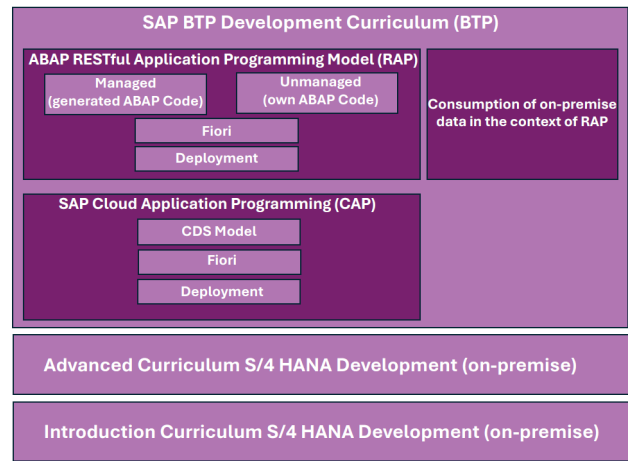 SAP BTP Development Curriculum (BTP)
ABAP RESTful Application Programming Model (RAP)
Managed
(generated ABAP Code)
Unmanaged
(own ABAP Code)
Fiori
Deployment
Consumption of on-premise
data in the context of RAP
SAP Cloud Application Programming (CAP)
CDS Model
Fiori
Deployment
Advanced Curriculum S/4 HANA Development (on-premise)
Introduction Curriculum S/4 HANA Development (on-premise)